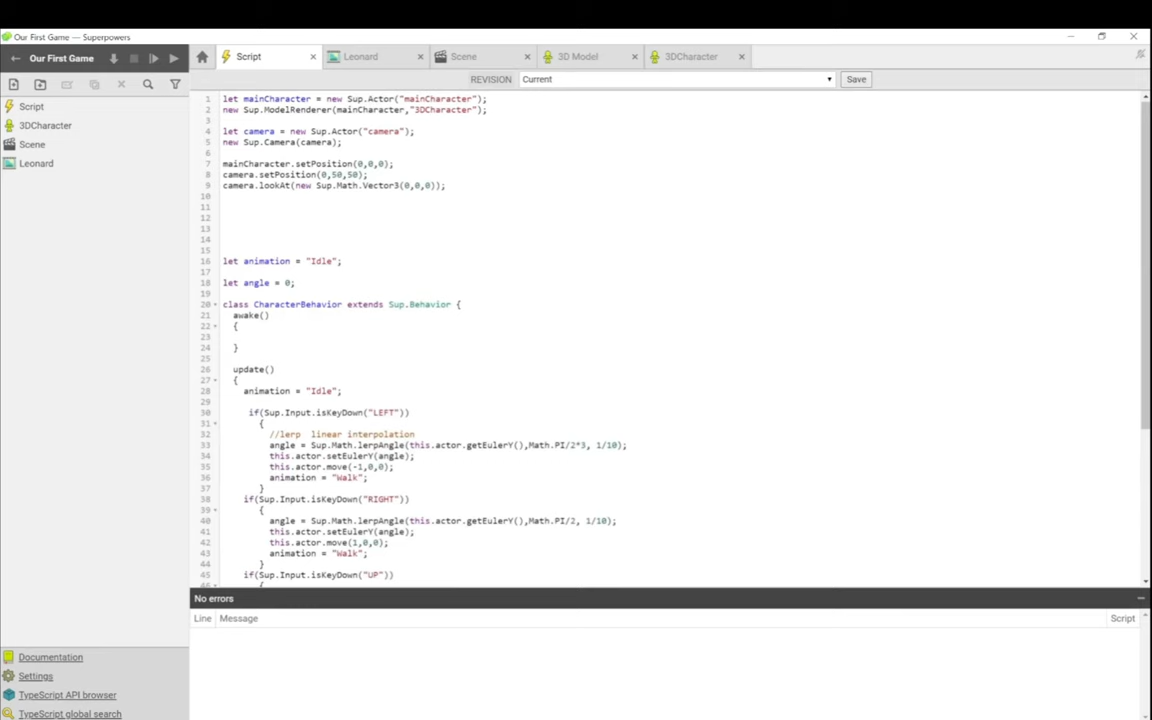 Our First Game — Superpowers
Our First Game
Script
Leonard
Scene
3D Model
3DCharacter
REVISION
Current
Save
Script
3DCharacter
Scene
Leonard
1 let mainCharacter = new Sup.Actor("mainCharacter");
2 new Sup.ModelRenderer(mainCharacter,"3DCharacter");
3
4 let camera = new Sup.Actor("camera");
5 new Sup.Camera(camera);
6
7 mainCharacter.setPosition(0,0,0);
8 camera.setPosition(0,50,50);
9 camera.lookAt(new Sup.Math.Vector3(0,0,0));
10
11
12
13
14
15
16 let animation = "Idle";
17
18 let angle = 0;
19
20 class CharacterBehavior extends Sup.Behavior {
21 awake()
22 {
23
24 }
25
26 update()
27 {
28 animation = "Idle";
29
30 if(Sup.Input.isKeyDown("LEFT"))
31 {
32 //lerp  linear interpolation
33 angle = Sup.Math.lerpAngle(this.actor.getEulerY(),Math.PI/2*3, 1/10);
34 this.actor.setEulerY(angle);
35 this.actor.move(-1,0,0);
36 animation = "Walk";
37 }
38 if(Sup.Input.isKeyDown("RIGHT"))
39 {
40 angle = Sup.Math.lerpAngle(this.actor.getEulerY(),Math.PI/2, 1/10);
41 this.actor.setEulerY(angle);
42 this.actor.move(1,0,0);
43 animation = "Walk";
44 }
45 if(Sup.Input.isKeyDown("UP"))
46 {
No errors
Line Message Script
Documentation
Settings
TypeScript API browser
TypeScript global search